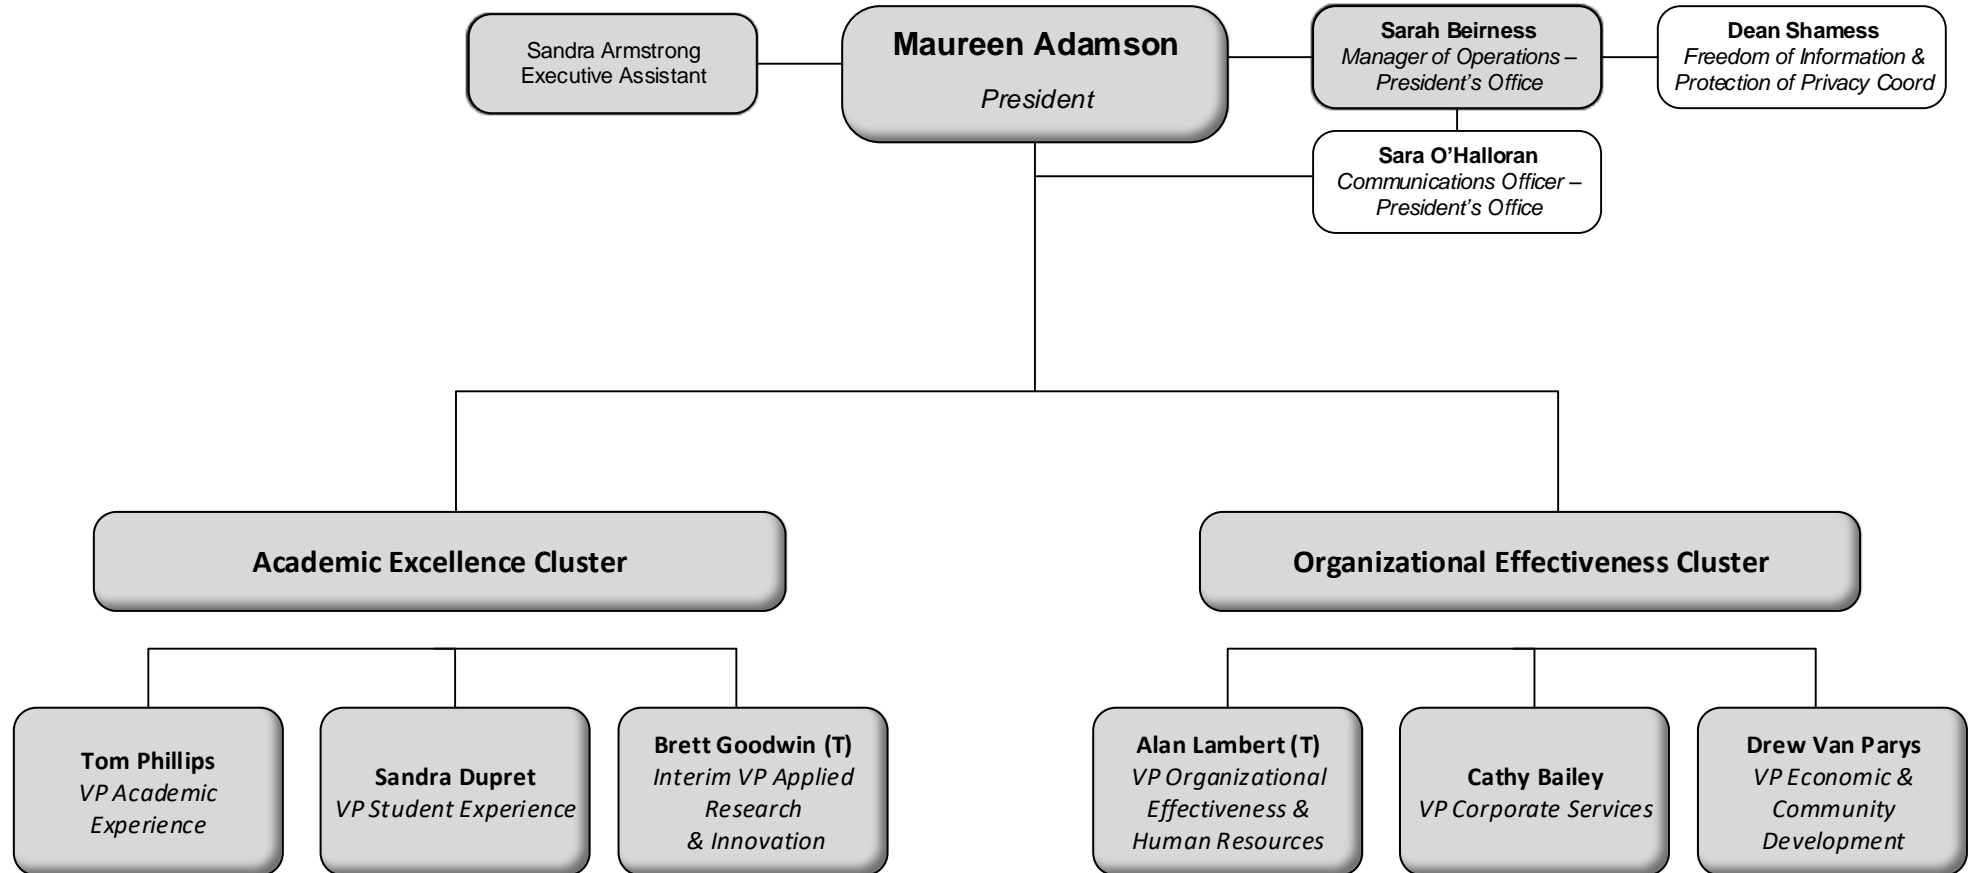 Sandra Armstrong
Executive Assistant
Maureen Adamson
President
Sarah Beirness
Manager of Operations –
President’s Office
Dean Shamess
Freedom of Information &
Protection of Privacy Coord
Sara O’Halloran
Communications Officer –
President’s Office
Academic Excellence Cluster
Organizational Effectiveness Cluster
Tom Phillips
VP Academic
Experience
Sandra Dupret
VP Student Experience
Brett Goodwin (T)
Interim VP Applied
Research
& Innovation
Alan Lambert (T)
VP Organizational
Effectiveness &
Human Resources
Cathy Bailey
VP Corporate Services
Drew Van Parys
VP Economic &
Community
Development